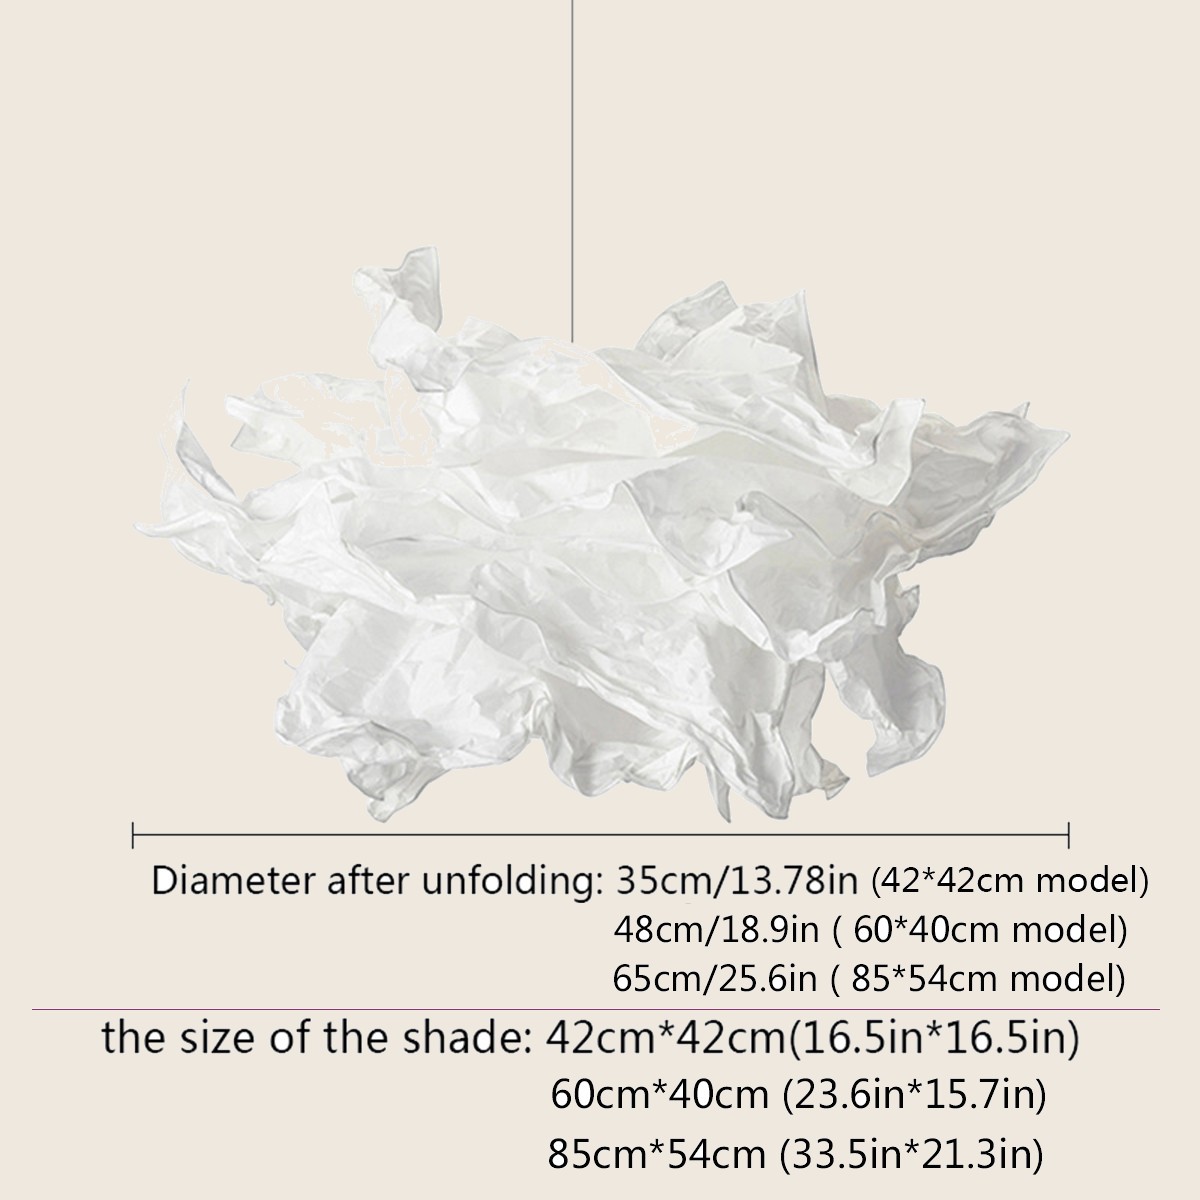 Diameter after unfolding: 35cm/13.78in (42*42cm model)
48cm/18.9in ( 60*40cm model)
65cm/25.6in ( 85*54cm model)
the size of the shade: 42cm*42cm(16.5in*16.5in)
60cm*40cm (23.6in*15.7in)
85cm*54cm (33.5in*21.3in)